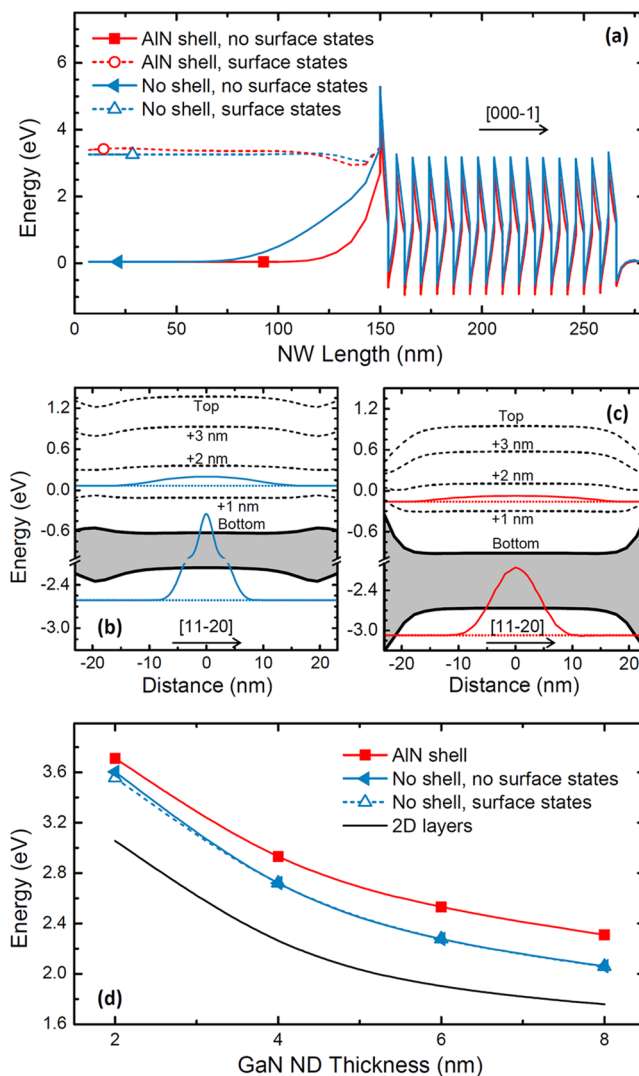 (a)
AlN shell, no surface states
AlN shell, surface states
No shell, no surface states
No shell, surface states
[000-1]
Energy (eV)
6
4
2
0
0 50 100 150 200 250
NW Length (nm)
(b)
Energy (eV)
1.2
0.6
0.0
-0.6
-2.4
-3.0
Top
+3 nm
+2 nm
+1 nm
Bottom
[11-20]
-20 -10 0 10 20
Distance (nm)
(c)
1.2
0.6
0.0
-0.6
-2.4
-3.0
Top
+3 nm
+2 nm
+1 nm
Bottom
[11-20]
-20 -10 0 10 20
Distance (nm)
AlN shell
No shell, no surface states
No shell, surface states
2D layers
Energy (eV)
3.6
3.2
2.8
2.4
2.0
1.6
(d)
2 4 6 8
GaN ND Thickness (nm)